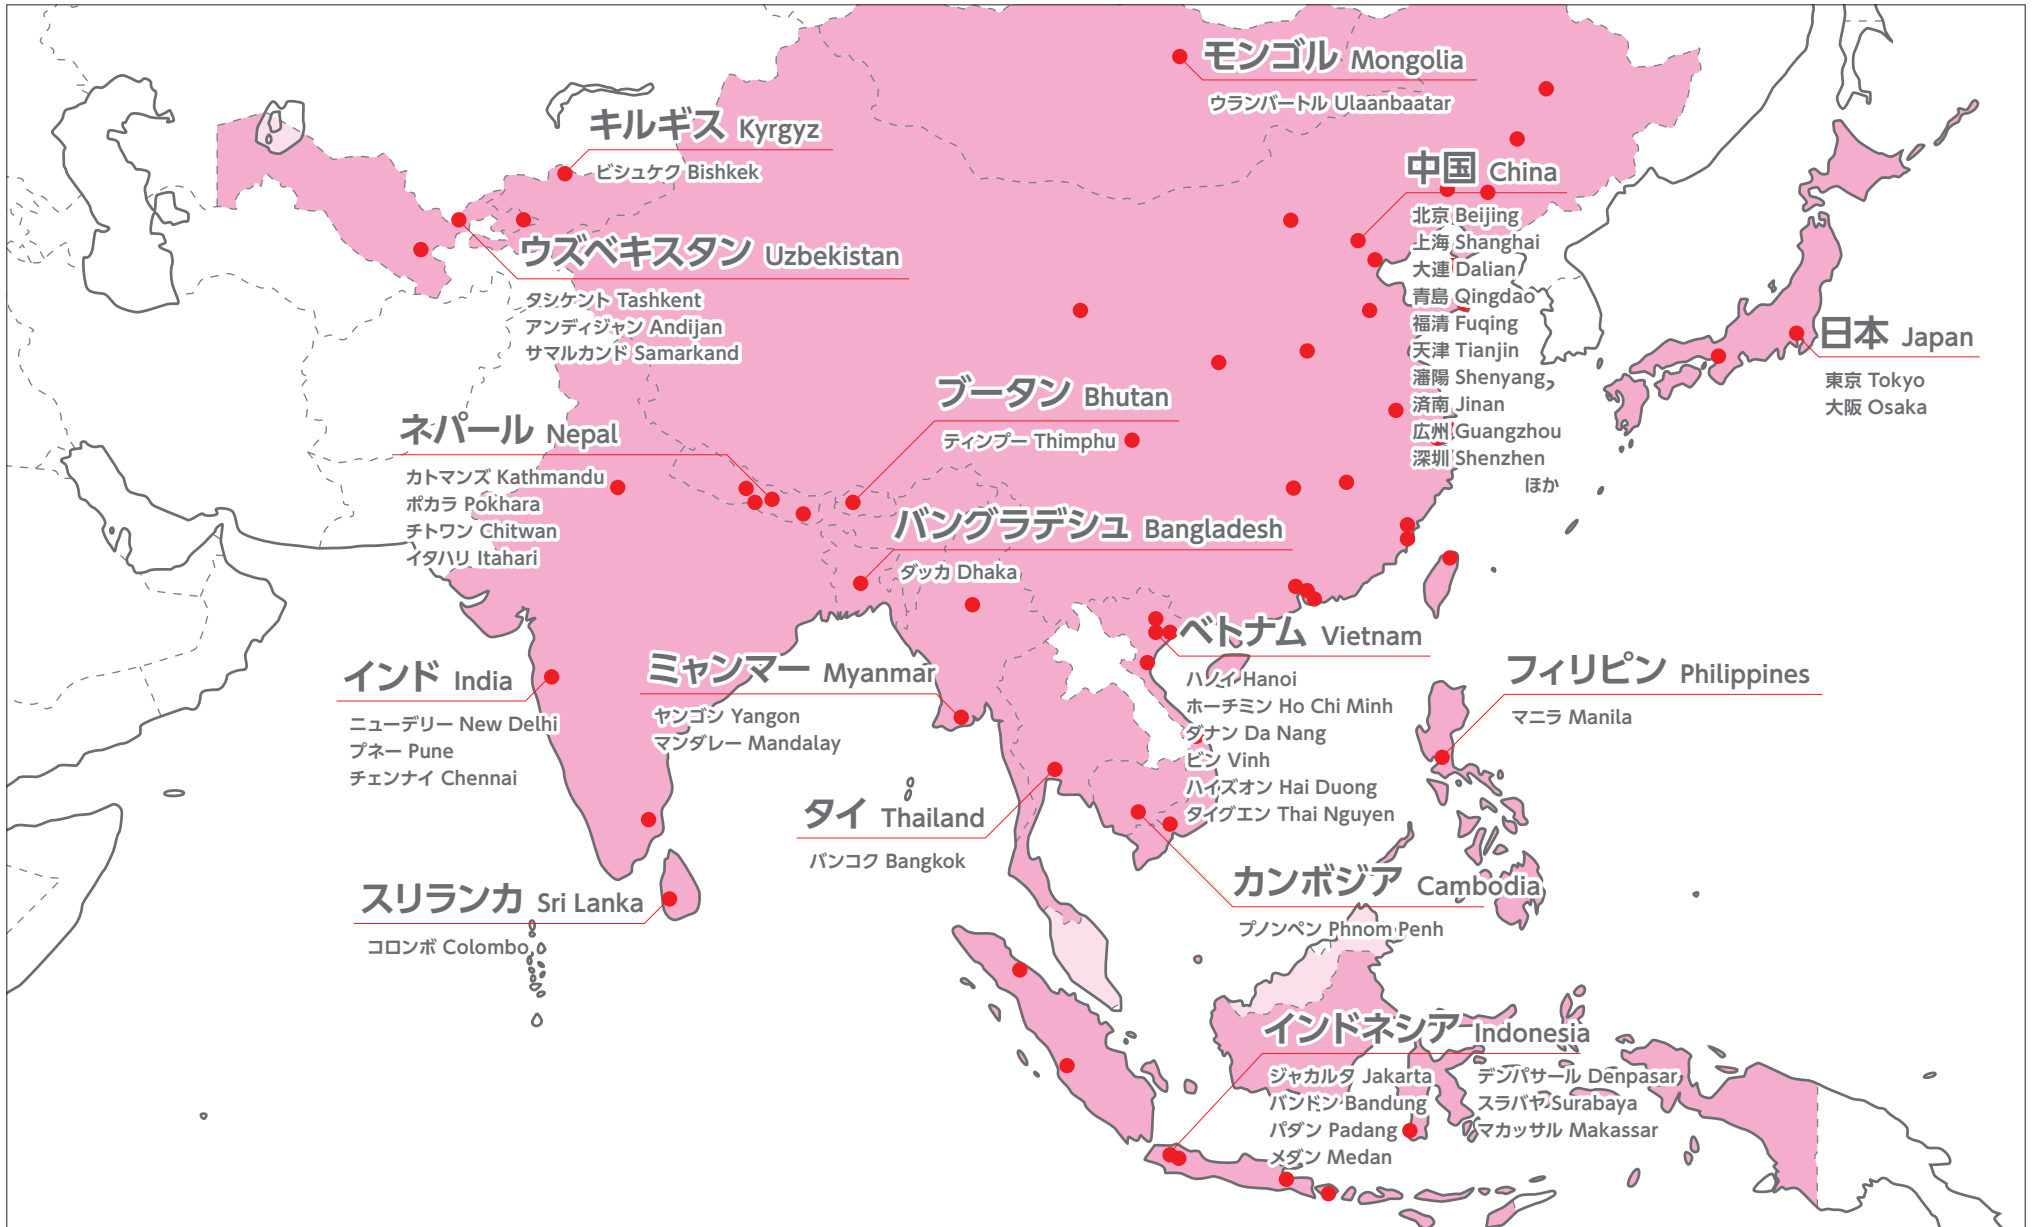 モンゴル Mongolia
ウランバートル Ulaanbaatar
キルギス Kyrgyz
ビシュケク Bishkek
中国 China
北京 Beijing
上海 Shanghai
大連 Dalian
青島 Qingdao
福清 Fuqing
天津 Tianjin
瀋陽 Shenyang
済南 Jinan
広州 Guangzhou
深圳 Shenzhen
ほか
ウズベキスタン Uzbekistan
タシケント Tashkent
アンディジャン Andijan
サマルカンド Samarkand
日本 Japan
東京 Tokyo
大阪 Osaka
ブータン Bhutan
ティンプー Thimphu
ネパール Nepal
カトマンズ Kathmandu
ポカラ Pokhara
チトワン Chitwan
イタハリ Itahari
バングラデシュ Bangladesh
ダッカ Dhaka
ベトナム Vietnam
ハノイ Hanoi
ホーチミン Ho Chi Minh
ダナン Da Nang
ビン Vinh
ハイズオン Hai Duong
タイグエン Thai Nguyen
インド India
ニューデリー New Delhi
プネー Pune
チェンナイ Chennai
ミャンマー Myanmar
ヤンゴン Yangon
マンダレー Mandalay
フィリピン Philippines
マニラ Manila
タイ Thailand
バンコク Bangkok
カンボジア Cambodia
プノンペン Phnom Penh
スリランカ Sri Lanka
コロンボ Colombo
インドネシア Indonesia
ジャカルタ Jakarta
バンドン Bandung
パダン Padang
メダン Medan
デンパサール Denpasar
スラバヤ Surabaya
マカッサル Makassar